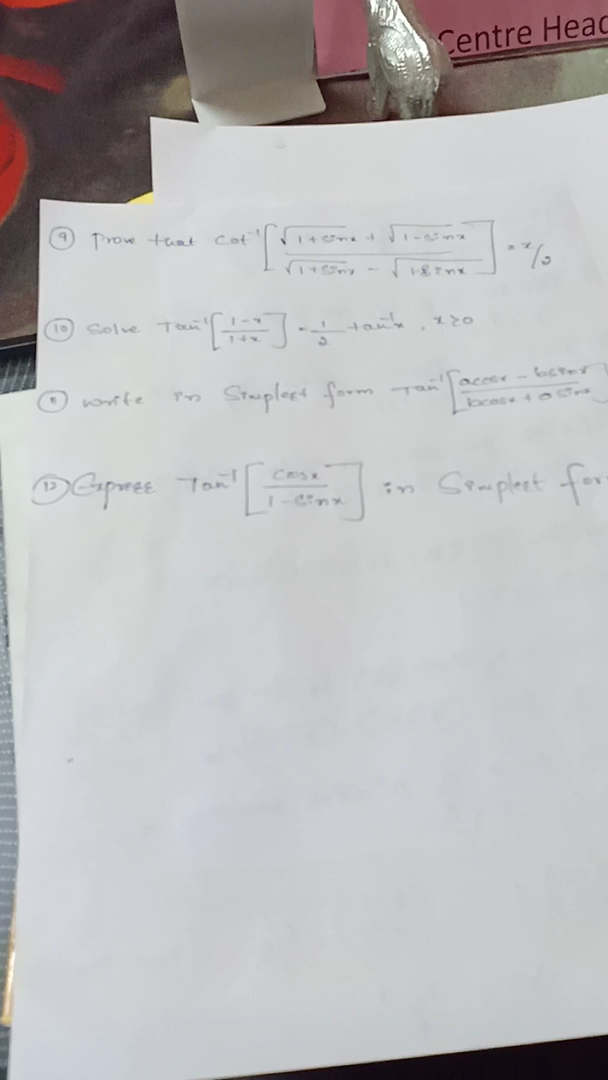 Centre Head
⑨ Prove that Cot⁻¹[(√1+sinx + √1-sinx)/(√1+sinx - √1-sinx)] = x/2
⑩ Solve Tan⁻¹[(1-x)/(1+x)] = 1/2 tan⁻¹x, x≥0
⑪ write in Simplest form Tan⁻¹[(acosx - bsinx)/(bcosx + asinx)]
⑫ Express Tan⁻¹[cosx/(1-sinx)] in Simplest for